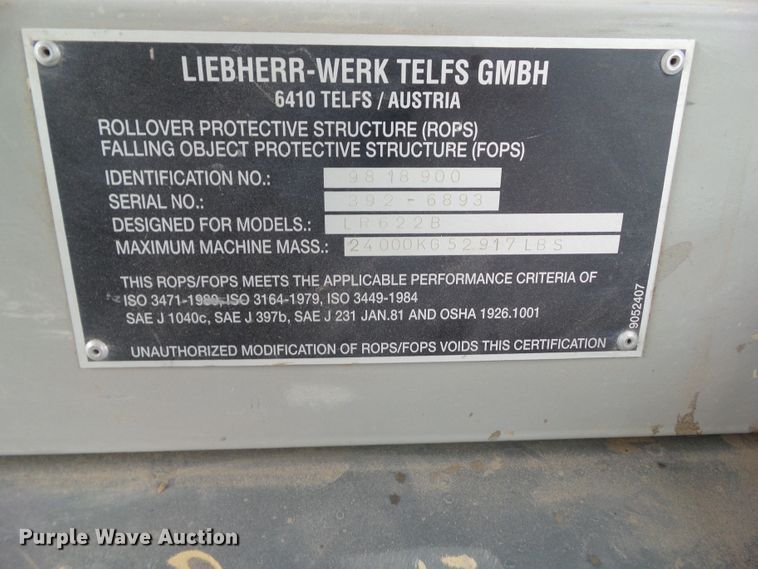 LIEBHERR-WERK TELFS GMBH
6410 TELFS / AUSTRIA
ROLLOVER PROTECTIVE STRUCTURE (ROPS)
FALLING OBJECT PROTECTIVE STRUCTURE (FOPS)
IDENTIFICATION NO.: 9818900
SERIAL NO.: 392-6893
DESIGNED FOR MODELS.: LR622B
MAXIMUM MACHINE MASS.: 24000KG 52917 LBS
THIS ROPS/FOPS MEETS THE APPLICABLE PERFORMANCE CRITERIA OF
ISO 3471-1980, ISO 3164-1979, ISO 3449-1984
SAE J 1040c, SAE J 397b, SAE J 231 JAN.81 AND OSHA 1926.1001
UNAUTHORIZED MODIFICATION OF ROPS/FOPS VOIDS THIS CERTIFICATION
9052407
Purple Wave Auction